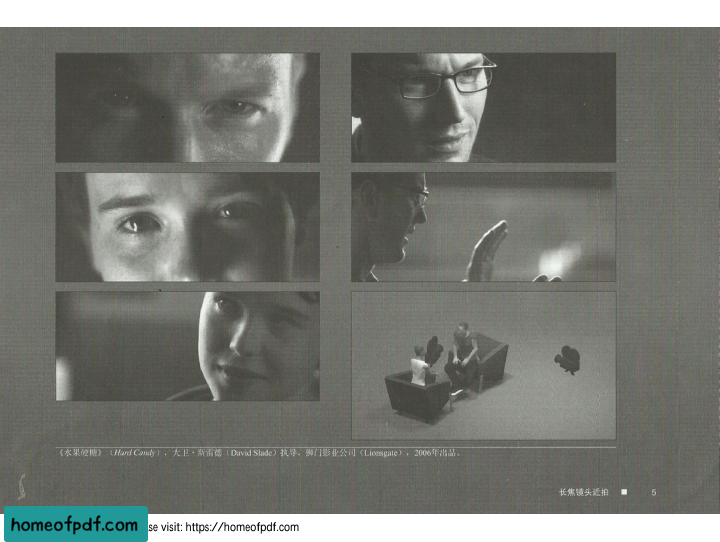 《水果硬糖》（Hard Candy），大卫·斯雷德（David Slade）执导，狮门影业公司（Lionsgate），2006年出品。
长焦镜头近拍 ■ 5
homeofpdf.com
se visit: https://homeofpdf.com